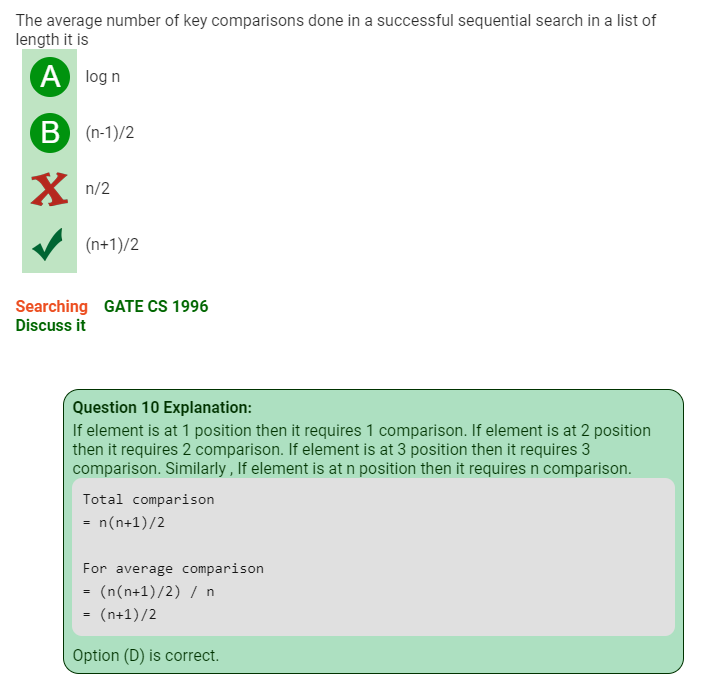 The average number of key comparisons done in a successful sequential search in a list of
length it is
A log n
B (n-1)/2
X n/2
(n+1)/2
Searching GATE CS 1996
Discuss it
Question 10 Explanation:
If element is at 1 position then it requires 1 comparison. If element is at 2 position
then it requires 2 comparison. If element is at 3 position then it requires 3
comparison. Similarly , If element is at n position then it requires n comparison.
Total comparison
= n(n+1)/2
For average comparison
= (n(n+1)/2) / n
= (n+1)/2
Option (D) is correct.